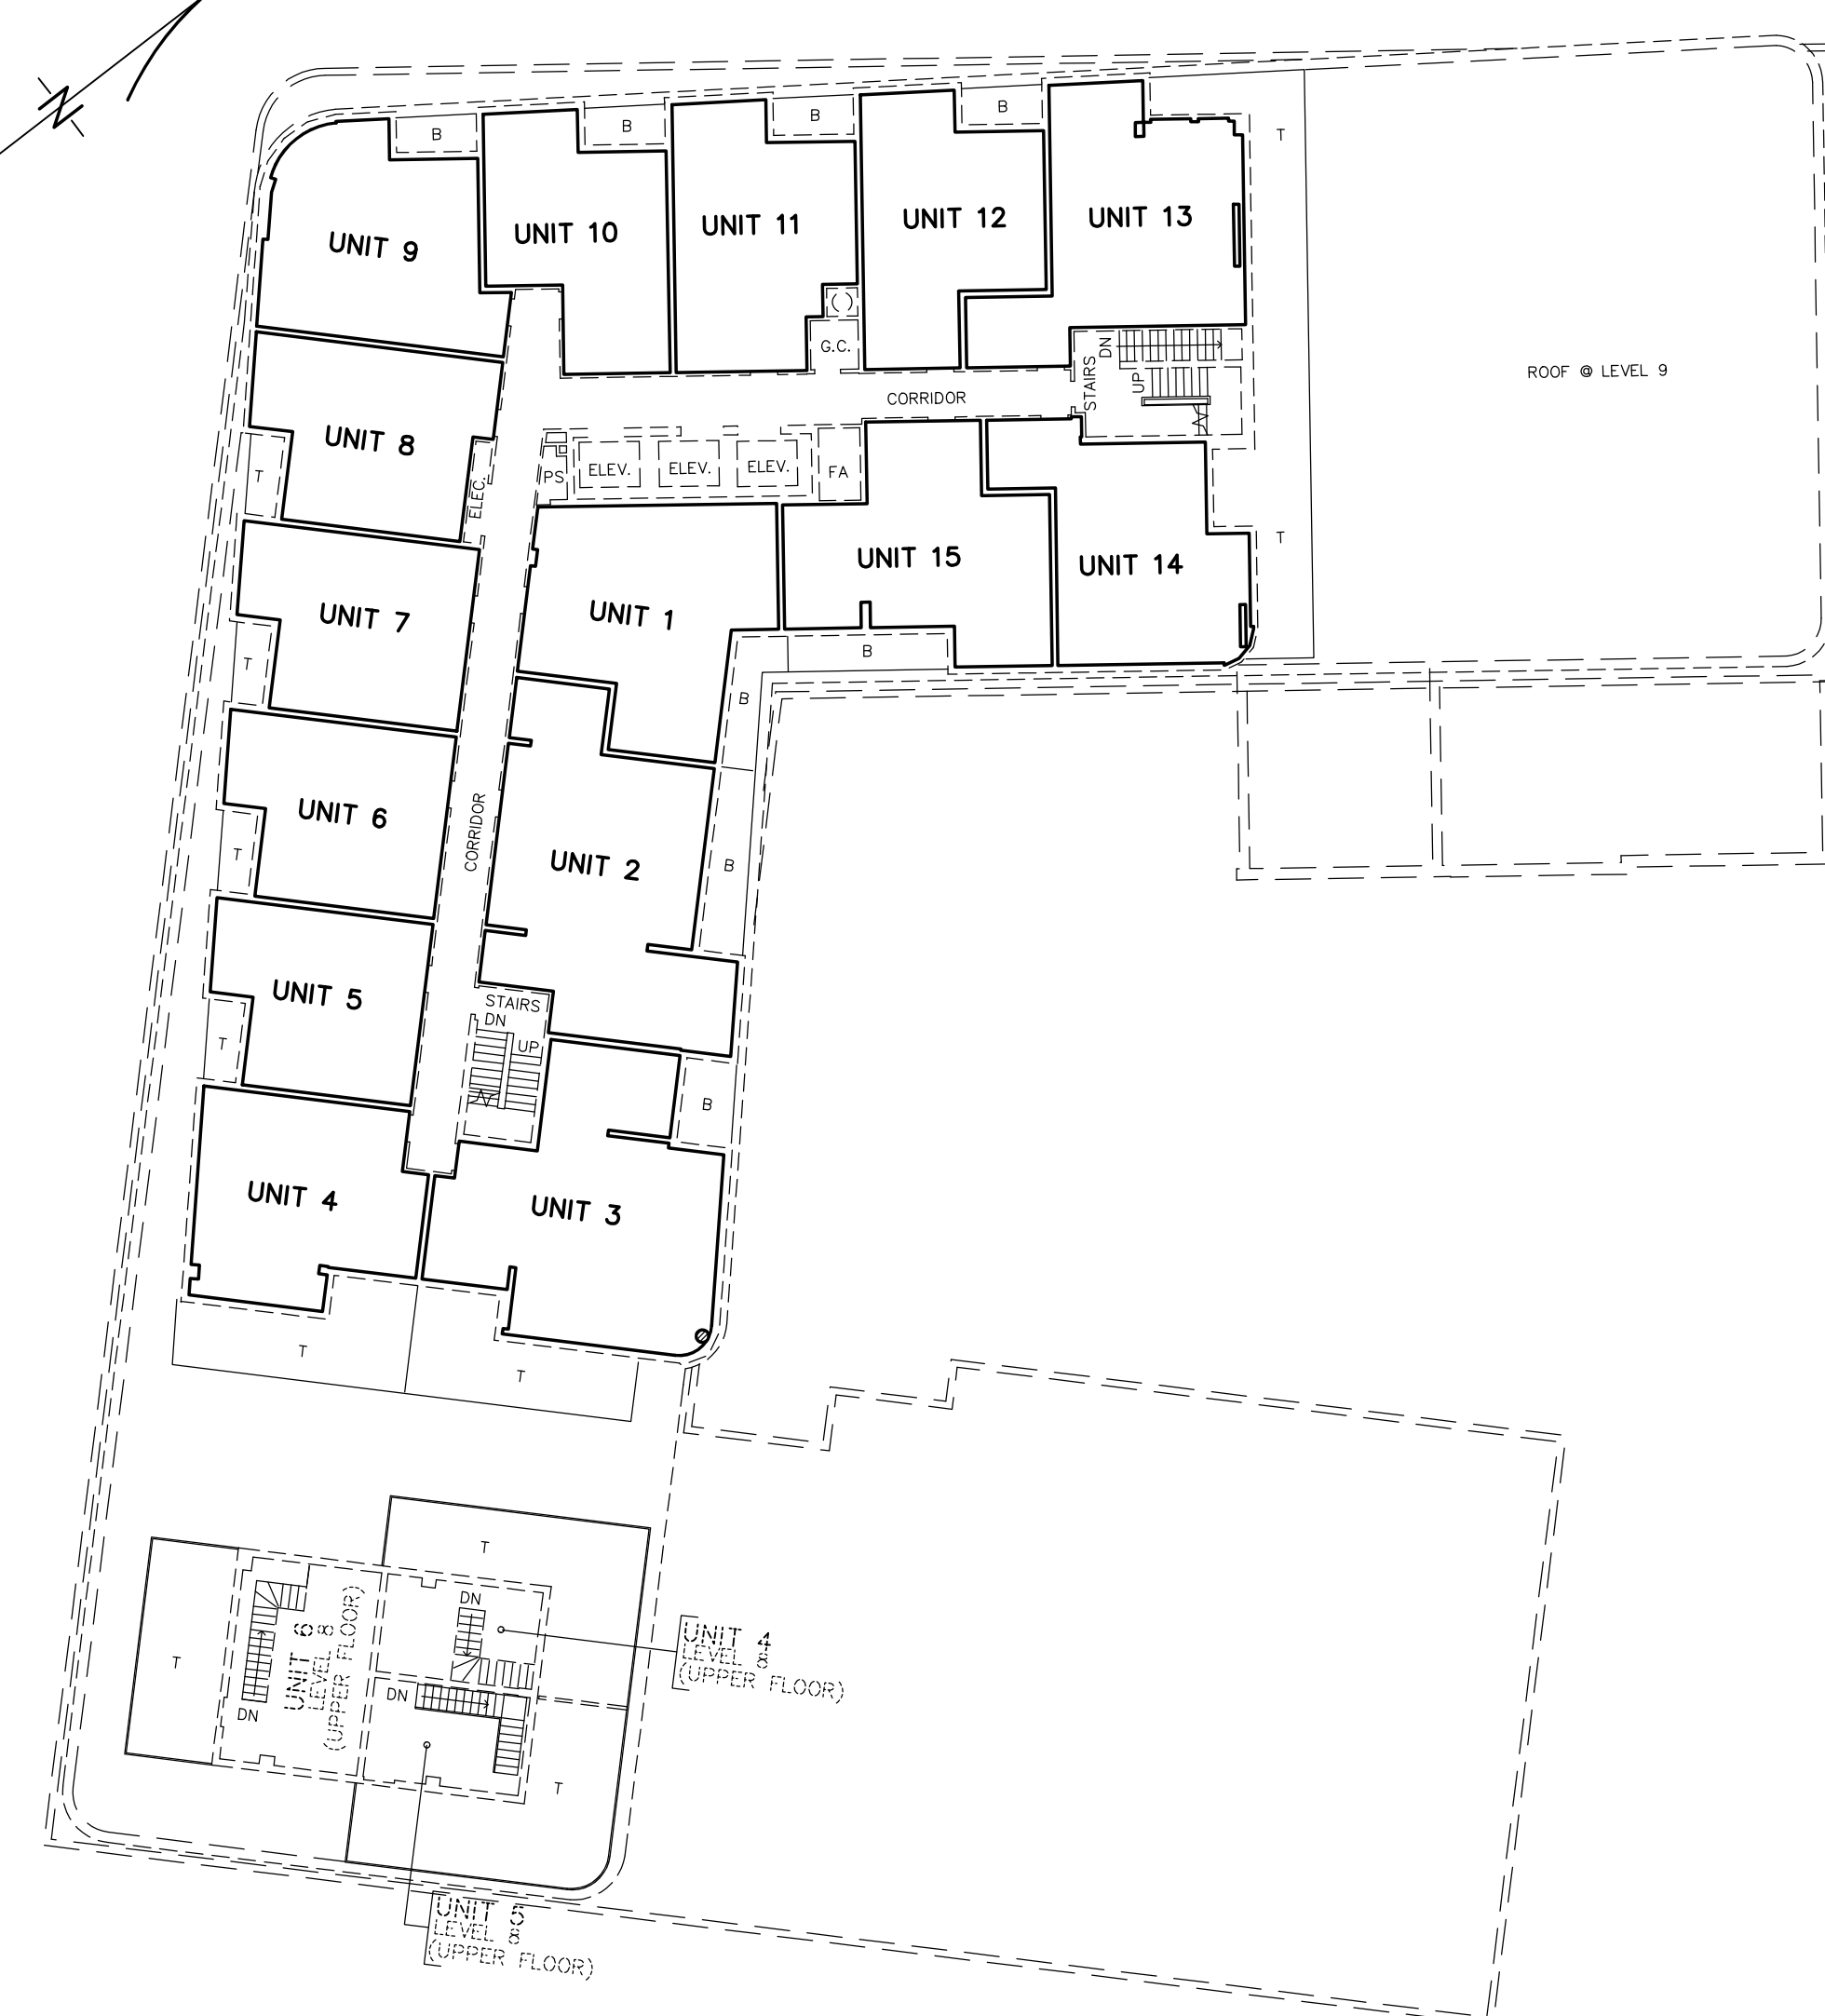 N
B
B
B
B
T
UNIT 9
UNIT 10
UNIT 11
UNIT 12
UNIT 13
G.C.
DN
UP
STAIRS
ROOF @ LEVEL 9
CORRIDOR
UNIT 8
T
ELEC.
PS
ELEV.
ELEV.
ELEV.
FA
UNIT 15
UNIT 14
T
UNIT 7
UNIT 1
T
B
B
UNIT 6
CORRIDOR
UNIT 2
B
T
UNIT 5
T
STAIRS
DN
UP
B
UNIT 4
UNIT 3
T
T
T
DN
UNIT 6
LEVEL 8
(UPPER FLOOR)
UNIT 4
LEVEL 8
(UPPER FLOOR)
T
DN
DN
T
UNIT 5
LEVEL 8
(UPPER FLOOR)